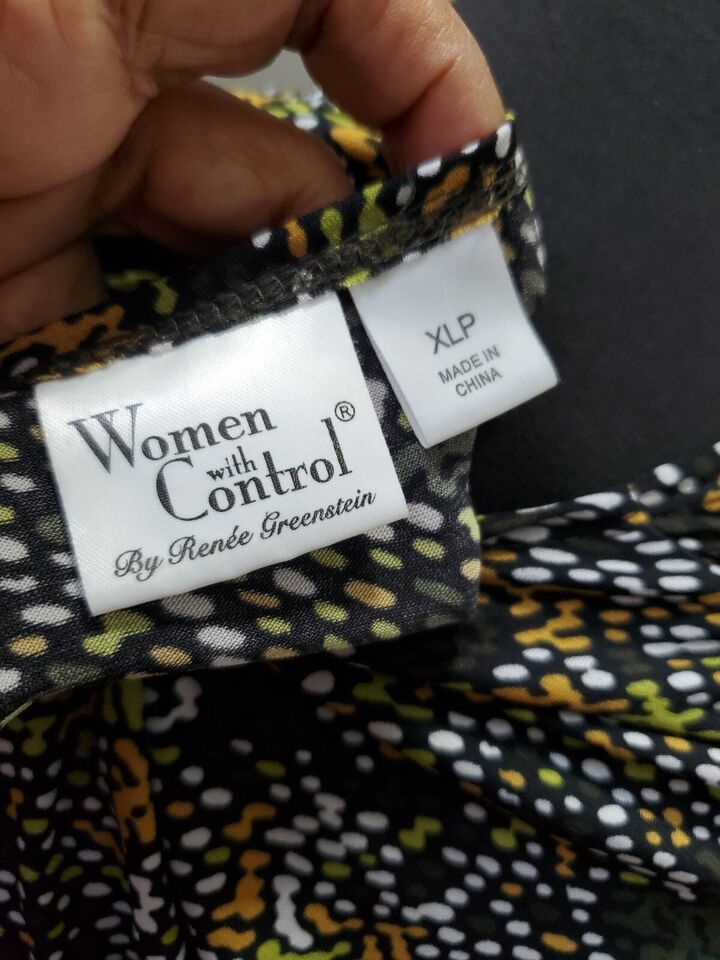 Women
with
Control®
By Renée Greenstein
XLP
MADE IN
CHINA